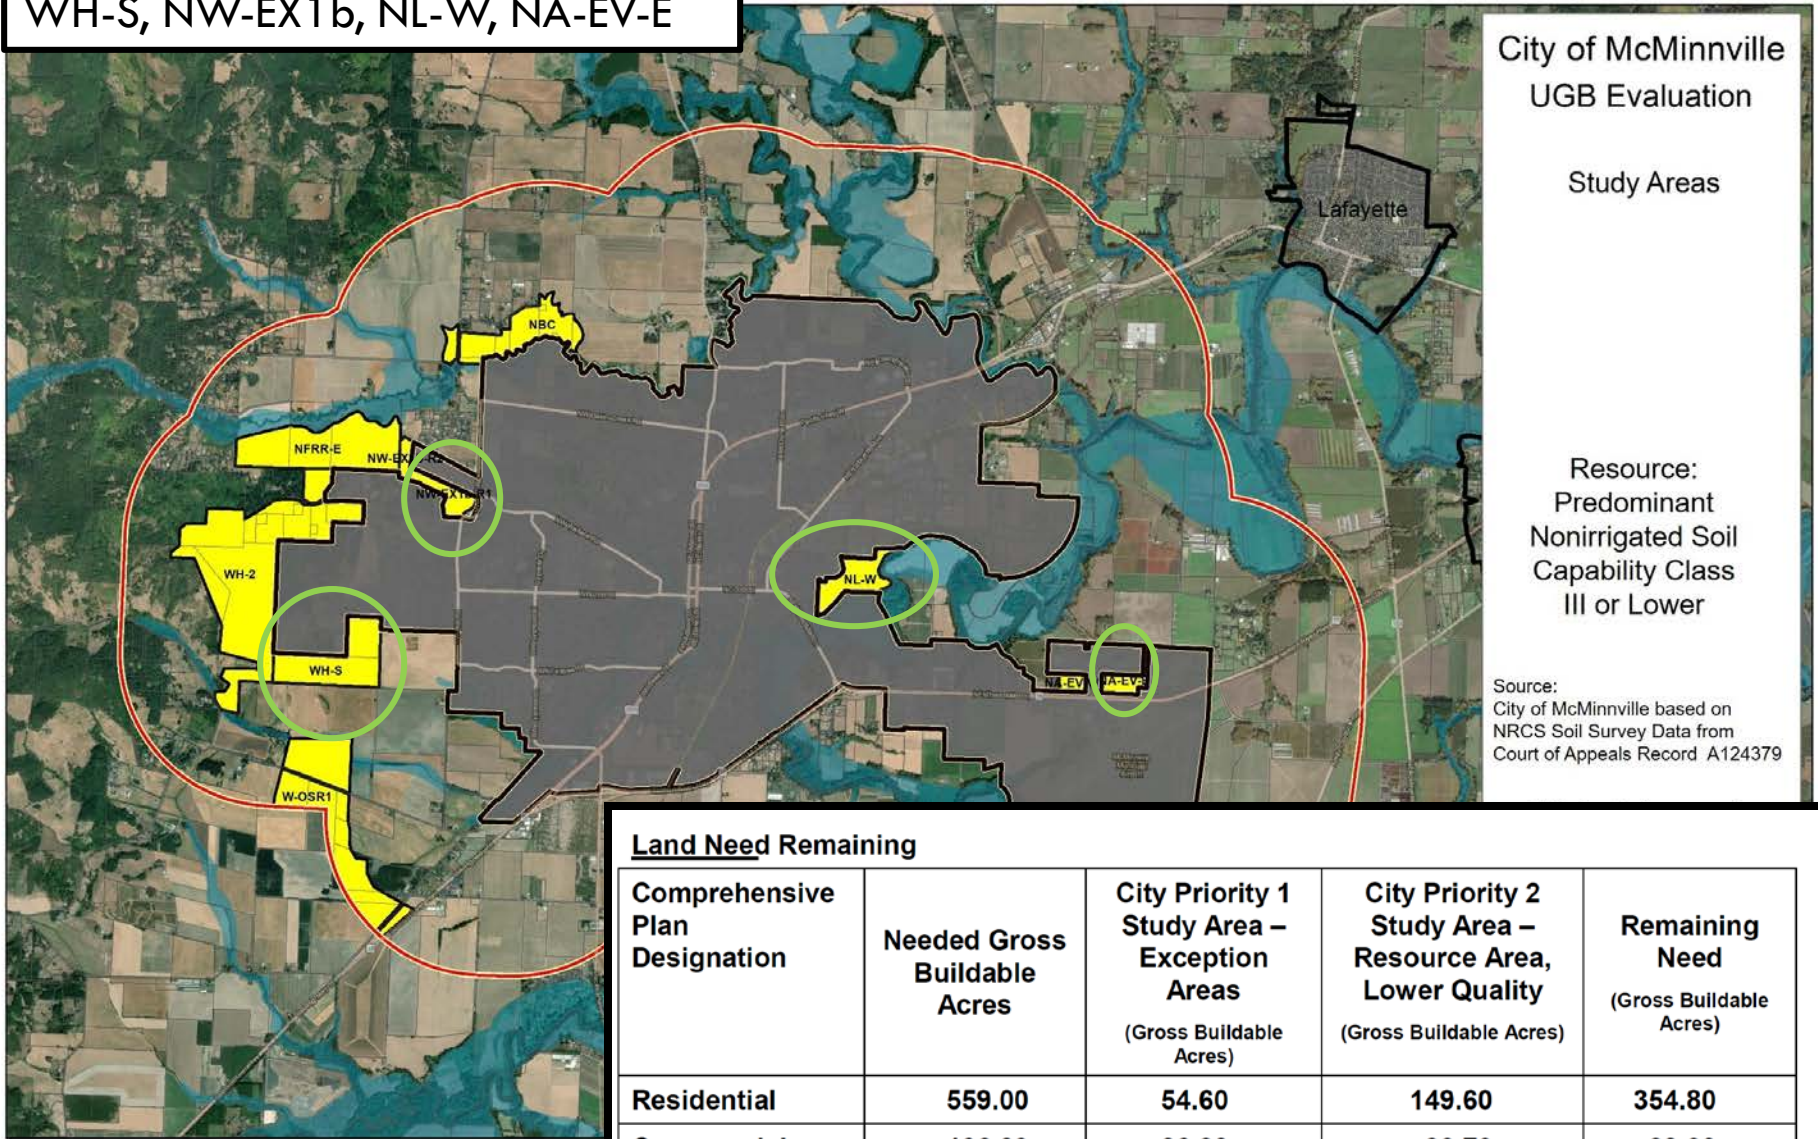 WH-S, NW-EX1b, NL-W, NA-EV-E
City of McMinnville
UGB Evaluation
Study Areas
Lafayette
NBC
NFRR-E
NL-W
WH-2
WH-S
W-OSR1
NA-EV
Resource:
Predominant
Nonirrigated Soil
Capability Class
III or Lower
Source:
City of McMinnville based on
NRCS Soil Survey Data from
Court of Appeals Record A124379
Land Need Remaining
Comprehensive
Plan
Designation
Needed Gross
Buildable
Acres
City Priority 1
Study Area –
Exception
Areas
(Gross Buildable
Acres)
City Priority 2
Study Area –
Resource Area,
Lower Quality
(Gross Buildable Acres)
Remaining
Need
(Gross Buildable
Acres)
Residential 559.00 54.60 149.60 354.80